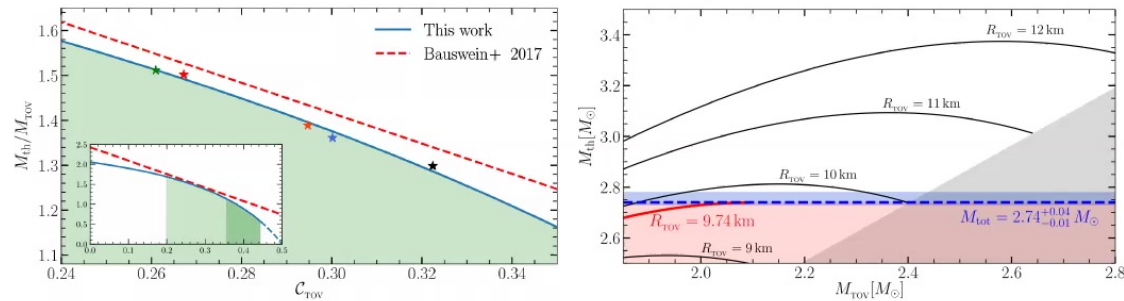 1.6
1.5
1.4
1.3
1.2
1.1
M_th/M_TOV
This work
Bauswein+ 2017
2.5
2.0
1.5
1.0
0.5
0.0
0.0 0.1 0.2 0.3 0.4 0.5
0.24 0.26 0.28 0.30 0.32 0.34
C_TOV
3.4
3.2
3.0
2.8
2.6
M_th[M_⊙]
R_TOV = 12 km
R_TOV = 11 km
R_TOV = 10 km
R_TOV = 9.74 km
M_tot = 2.74^{+0.04}_{-0.01} M_⊙
R_TOV = 9 km
2.0 2.2 2.4 2.6 2.8
M_TOV[M_⊙]